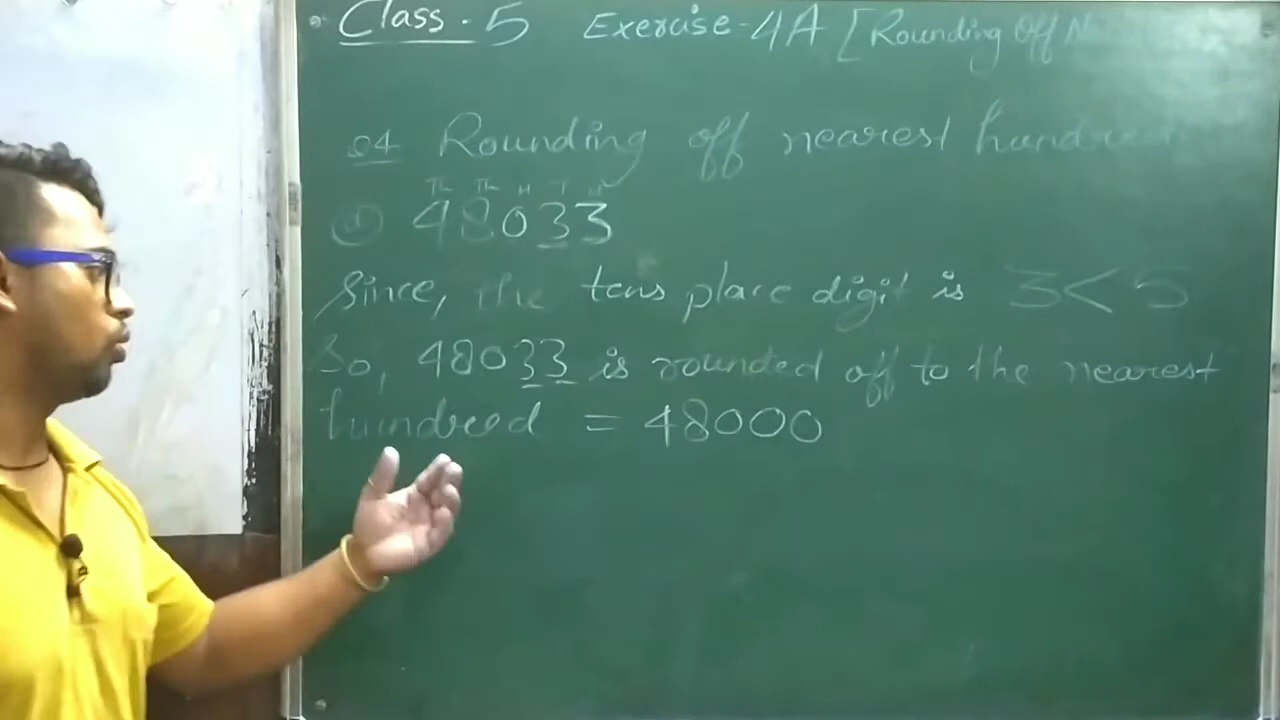 Class. 5 Exercise-4A [Rounding Off
Q4 Rounding off nearest hundred
Th Th H T
48033
Since, the tens place digit is 3<5
So, 48033 is rounded off to the nearest
hundred = 48000